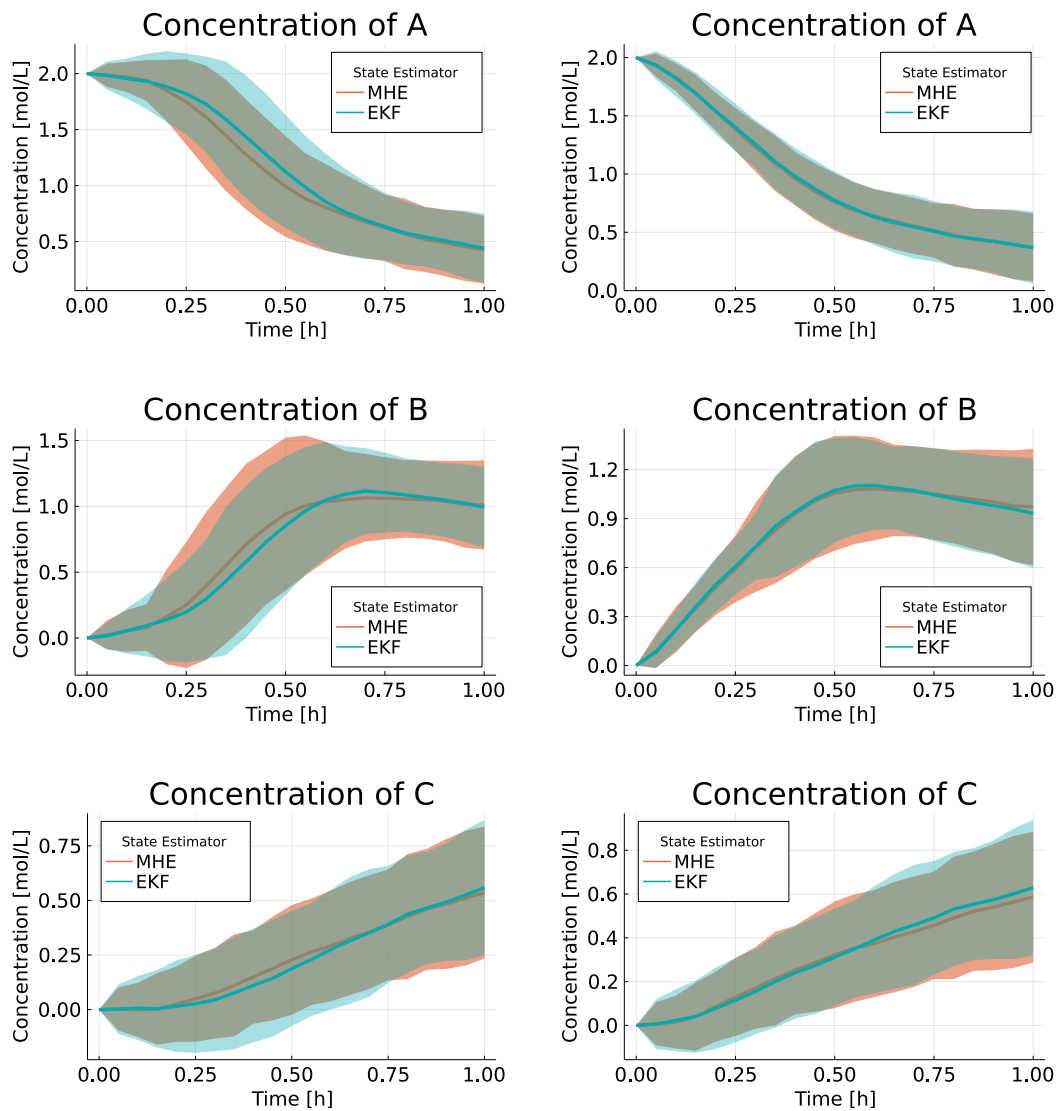 Concentration of A
Concentration [mol/L]
2.0
1.5
1.0
0.5
State Estimator
MHE
EKF
0.00 0.25 0.50 0.75 1.00
Time [h]
Concentration of A
Concentration [mol/L]
2.0
1.5
1.0
0.5
0.0
State Estimator
MHE
EKF
0.00 0.25 0.50 0.75 1.00
Time [h]
Concentration of B
Concentration [mol/L]
1.5
1.0
0.5
0.0
State Estimator
MHE
EKF
0.00 0.25 0.50 0.75 1.00
Time [h]
Concentration of B
Concentration [mol/L]
1.2
0.9
0.6
0.3
0.0
State Estimator
MHE
EKF
0.00 0.25 0.50 0.75 1.00
Time [h]
Concentration of C
Concentration [mol/L]
0.75
0.50
0.25
0.00
State Estimator
MHE
EKF
0.00 0.25 0.50 0.75 1.00
Time [h]
Concentration of C
Concentration [mol/L]
0.8
0.6
0.4
0.2
0.0
State Estimator
MHE
EKF
0.00 0.25 0.50 0.75 1.00
Time [h]